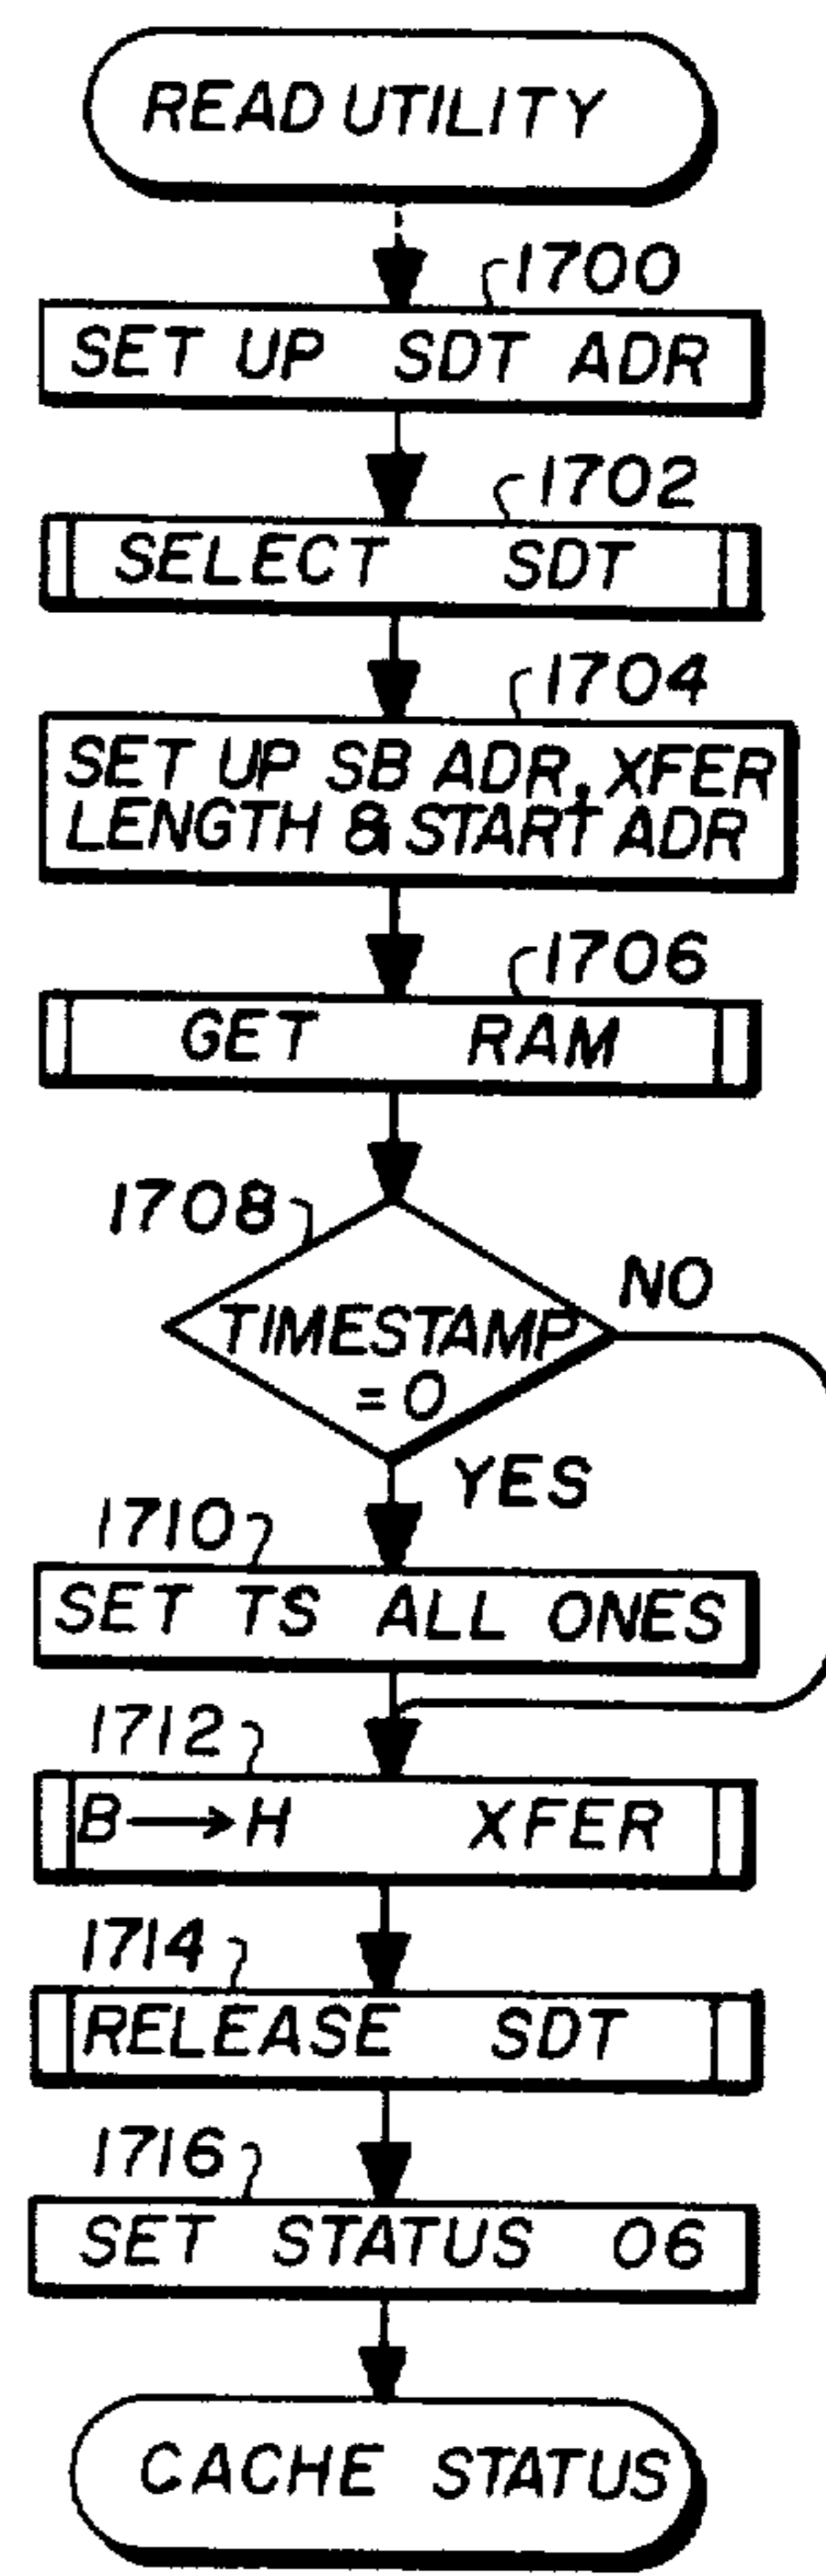 READ UTILITY
1700
SET UP SDT ADR
1702
SELECT SDT
1704
SET UP SB ADR, XFER
LENGTH & START ADR
1706
GET RAM
1708
TIMESTAMP
=0
NO
YES
1710
SET TS ALL ONES
1712
B→H XFER
1714
RELEASE SDT
1716
SET STATUS 06
CACHE STATUS